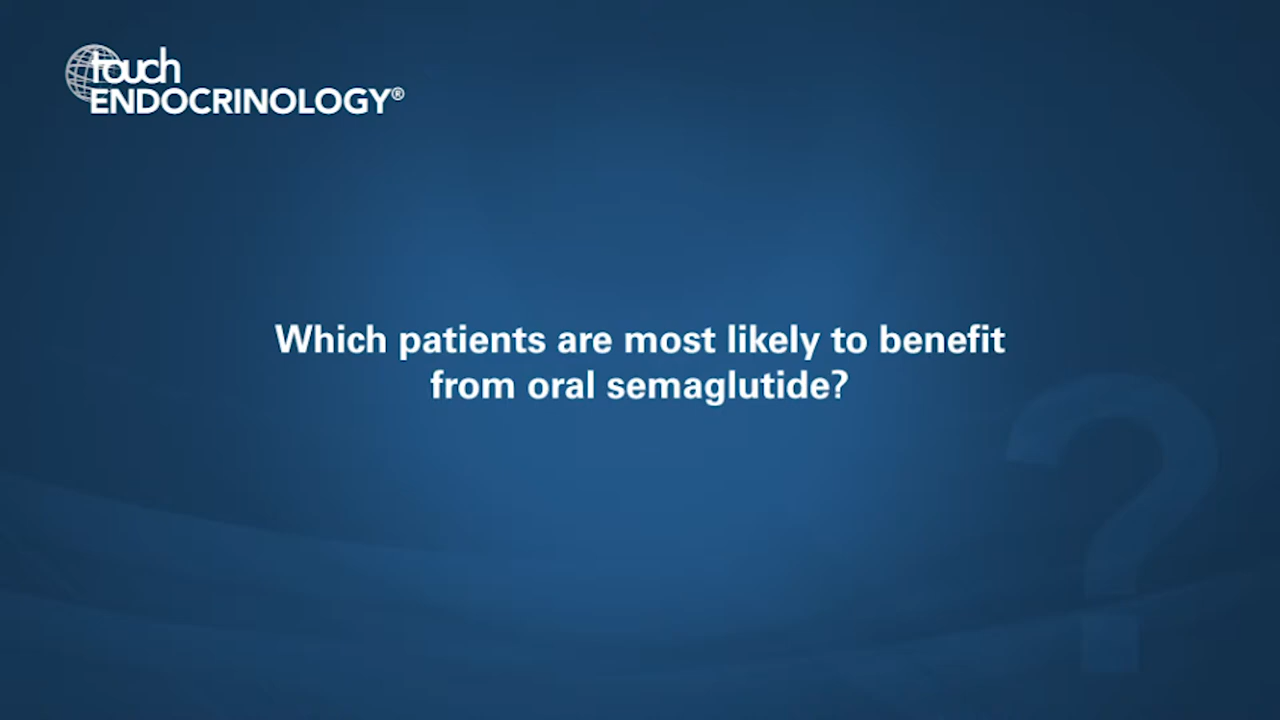 touch
ENDOCRINOLOGY®
Which patients are most likely to benefit
from oral semaglutide?
?